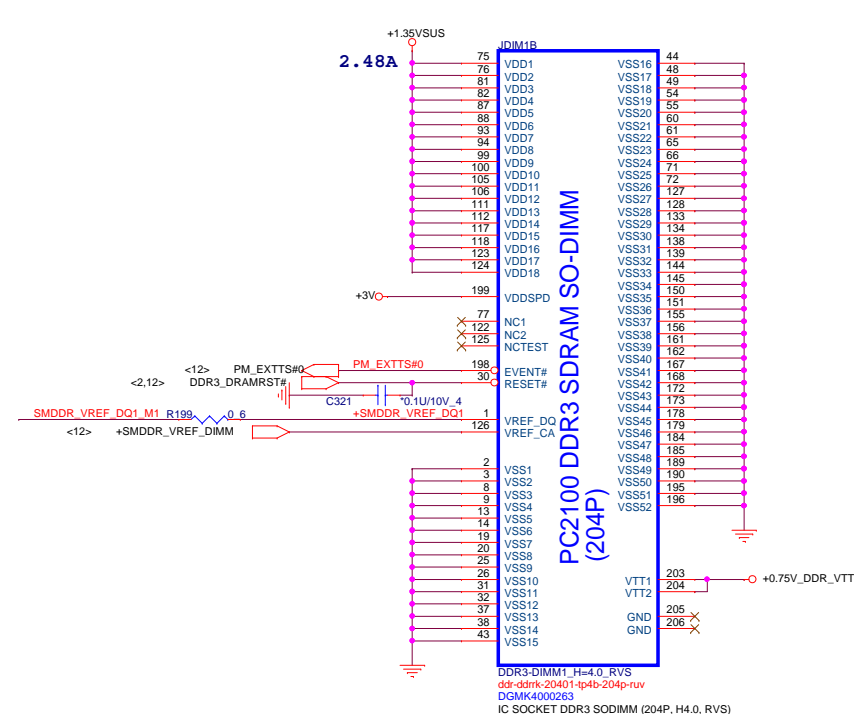 +1.35VSUS
2.48A
JDIM1B
75 VDD1
76 VDD2
81 VDD3
82 VDD4
87 VDD5
88 VDD6
93 VDD7
94 VDD8
99 VDD9
100 VDD10
105 VDD11
106 VDD12
111 VDD13
112 VDD14
117 VDD15
118 VDD16
123 VDD17
124 VDD18
+3V 199 VDDSPD
77 NC1
122 NC2
125 NCTEST
<12> PM_EXTTS#0 PM_EXTTS#0 198 EVENT#
<2,12> DDR3_DRAMRST# 30 RESET#
C321 *0.1U/10V_4
SMDDR_VREF_DQ1_M1 R199 0_6 +SMDDR_VREF_DQ1 1 VREF_DQ
<12> +SMDDR_VREF_DIMM 126 VREF_CA
2 VSS1
3 VSS2
8 VSS3
9 VSS4
13 VSS5
14 VSS6
19 VSS7
20 VSS8
25 VSS9
26 VSS10
31 VSS11
32 VSS12
37 VSS13
38 VSS14
43 VSS15
PC2100 DDR3 SDRAM SO-DIMM
(204P)
VSS16 44
VSS17 48
VSS18 49
VSS19 54
VSS20 55
VSS21 60
VSS22 61
VSS23 65
VSS24 66
VSS25 71
VSS26 72
VSS27 127
VSS28 128
VSS29 133
VSS30 134
VSS31 138
VSS32 139
VSS33 144
VSS34 145
VSS35 150
VSS36 151
VSS37 155
VSS38 156
VSS39 161
VSS40 162
VSS41 167
VSS42 168
VSS43 172
VSS44 173
VSS45 178
VSS46 179
VSS47 184
VSS48 185
VSS49 189
VSS50 190
VSS51 195
VSS52 196
VTT1 203
VTT2 204
+0.75V_DDR_VTT
GND 205
GND 206
DDR3-DIMM1_H=4.0_RVS
ddr-ddrrk-20401-tp4b-204p-ruv
DGMK4000263
IC SOCKET DDR3 SODIMM (204P, H4.0, RVS)